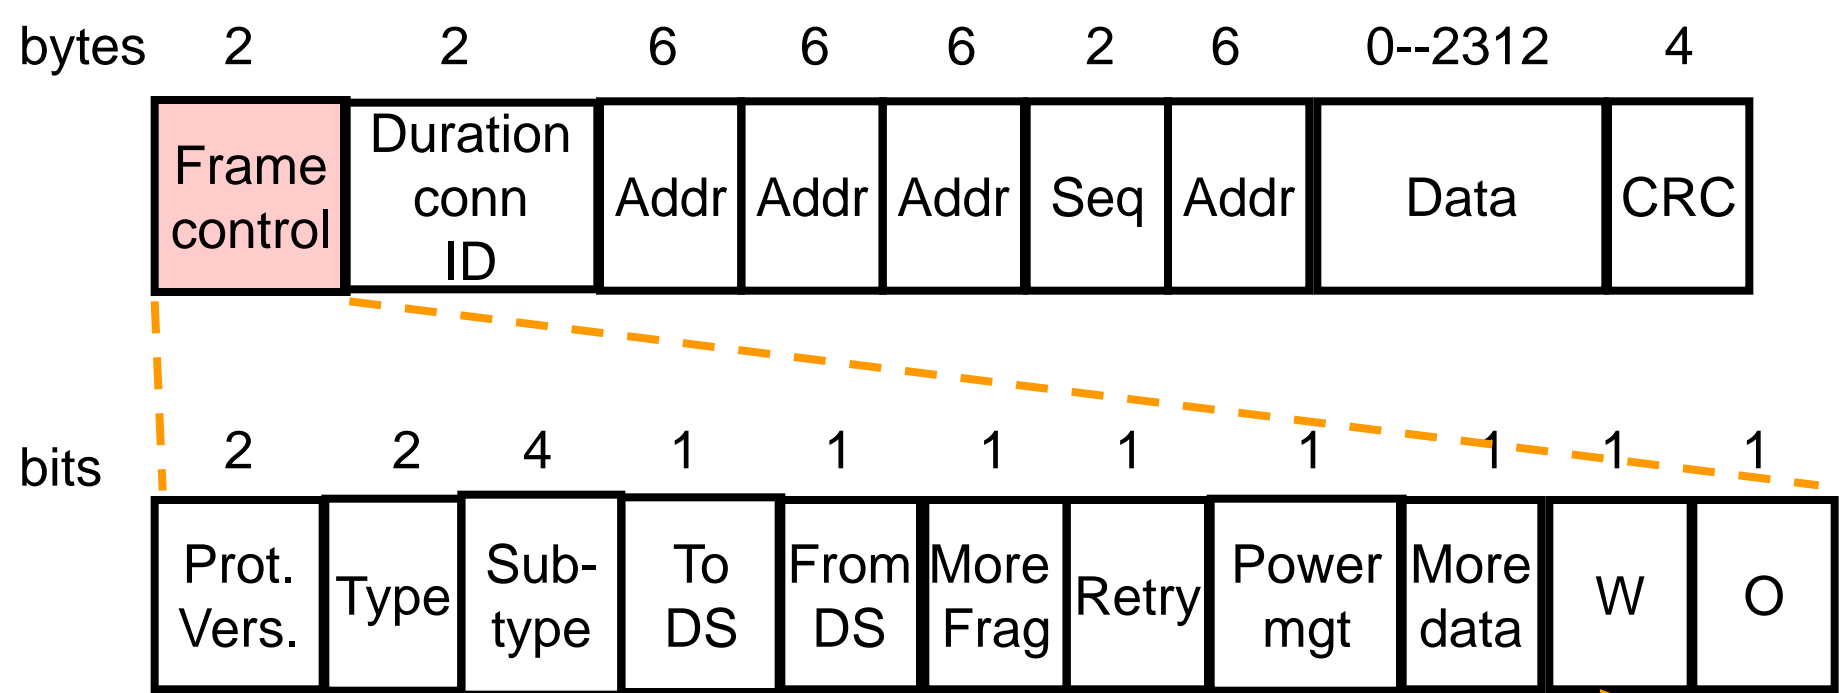 bytes 2 2 6 6 6 2 6 0--2312 4
Frame control
Duration conn ID
Addr
Addr
Addr
Seq
Addr
Data
CRC
bits 2 2 4 1 1 1 1 1 1 1 1
Prot. Vers.
Type
Sub-type
To DS
From DS
More Frag
Retry
Power mgt
More data
W
O